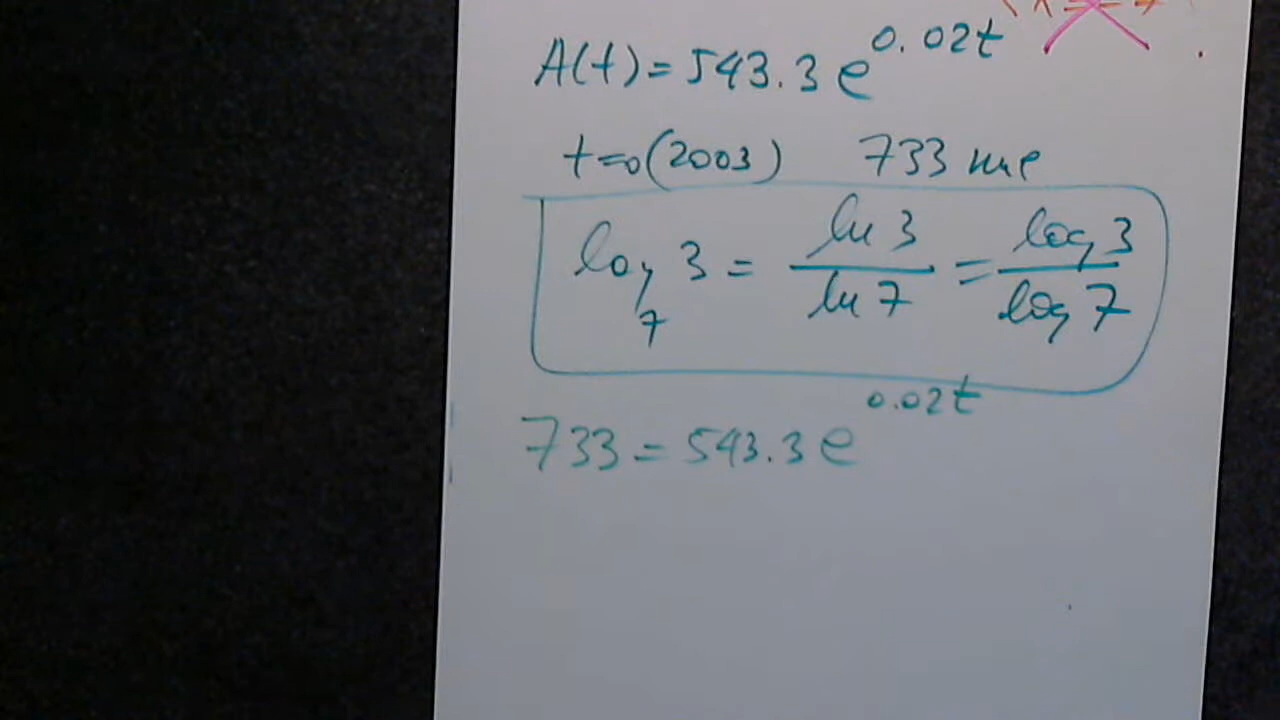 A(t) = 543.3 e^{0.02t}
t=0 (2003) 733
log_7 3 = ln 3 / ln 7 = log 3 / log 7
733 = 543.3 e^{0.02t}